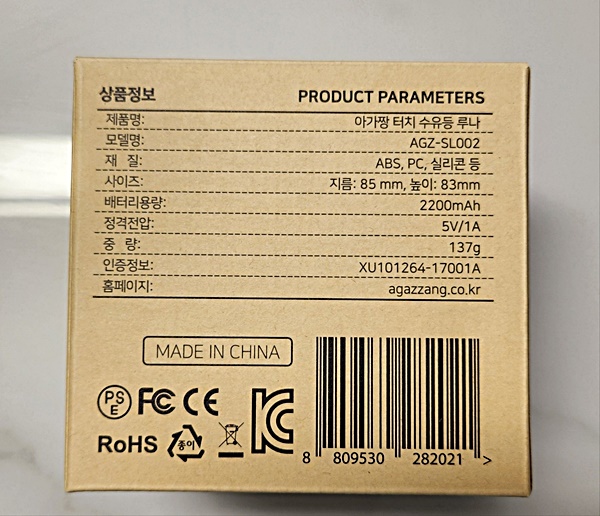 상품정보 PRODUCT PARAMETERS
제품명: 아가짱 터치 수유등 루나
모델명: AGZ-SL002
재 질: ABS, PC, 실리콘 등
사이즈: 지름: 85 mm, 높이: 83mm
배터리용량: 2200mAh
정격전압: 5V/1A
중 량: 137g
인증정보: XU101264-17001A
홈페이지: agazzang.co.kr
MADE IN CHINA
PS E FC CE
RoHS 종이 KC
8 809530 282021 >